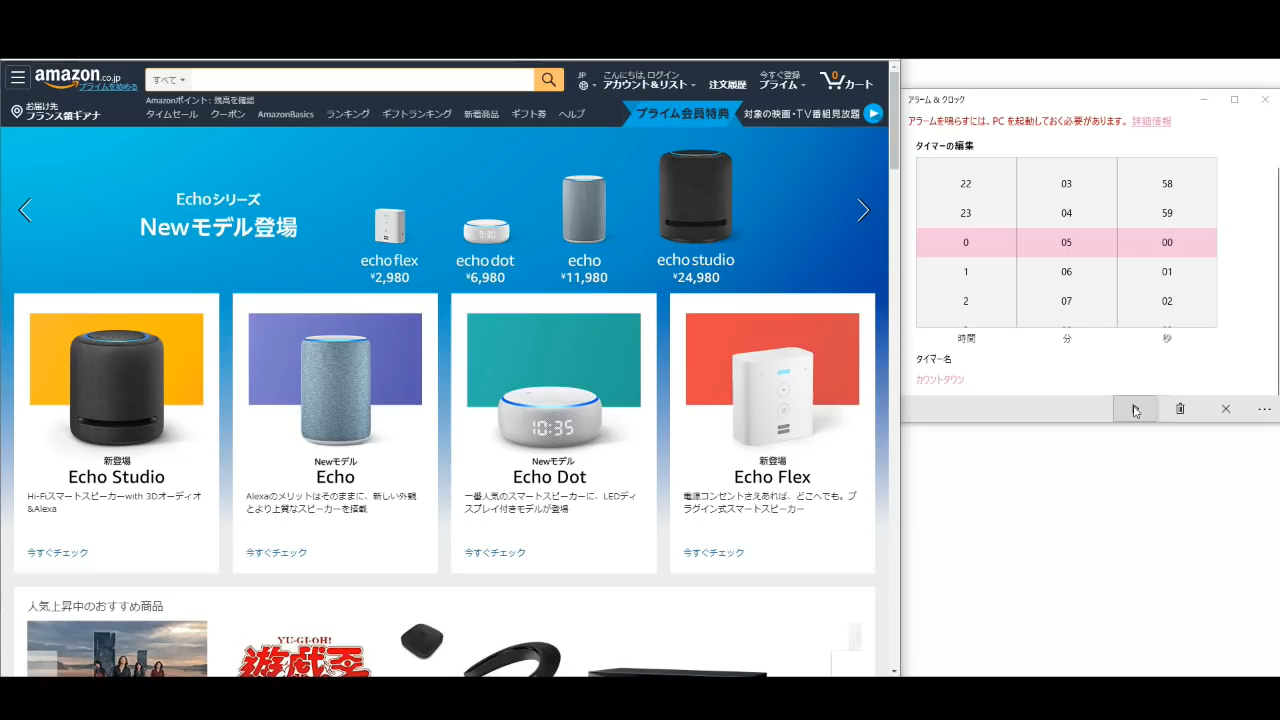 amazon.co.jp
プライムを始める
すべて
JP
こんにちは, ログイン
アカウント&リスト
注文履歴
今すぐ登録
プライム
0
カート
お届け先
フランス領ギアナ
Amazonポイント: 残高を確認
タイムセール クーポン AmazonBasics ランキング ギフトランキング 新着商品 ギフト券 ヘルプ
プライム会員特典
対象の映画・TV番組見放題
Echoシリーズ
Newモデル登場
9:30
echo flex
¥2,980
echo dot
¥6,980
echo
¥11,980
echo studio
¥24,980
新登場
Echo Studio
Hi-Fiスマートスピーカーwith 3Dオーディオ
&Alexa
今すぐチェック
Newモデル
Echo
Alexaのメリットはそのままに、新しい外観
とより上質なスピーカーを搭載
今すぐチェック
10:35
Newモデル
Echo Dot
一番人気のスマートスピーカーに、LEDディ
スプレイ付きモデルが登場
今すぐチェック
新登場
Echo Flex
電源コンセントさえあれば、どこへでも。プ
ラグイン式スマートスピーカー
今すぐチェック
人気上昇中のおすすめ商品
YU-GI-OH!
遊戯王
アラーム & クロック
アラームを鳴らすには、PC を起動しておく必要があります。 詳細情報
タイマーの編集
22 03 58
23 04 59
0 05 00
1 06 01
2 07 02
時間 分 秒
タイマー名
カウントダウン